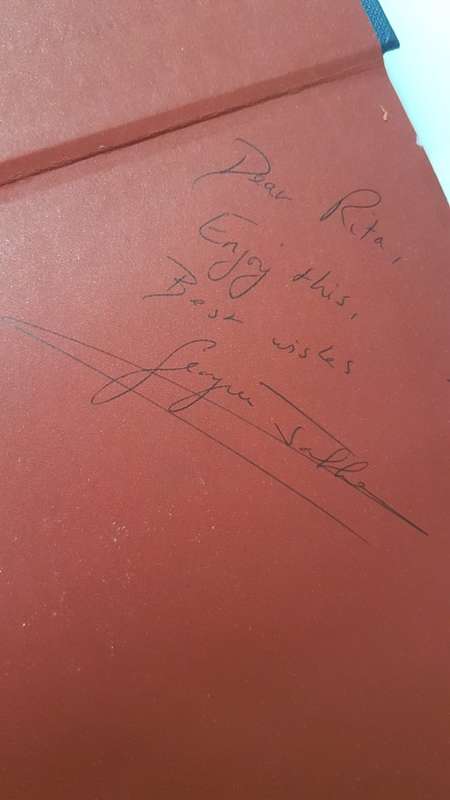 Dear Rita,
Enjoy this,
Best wishes